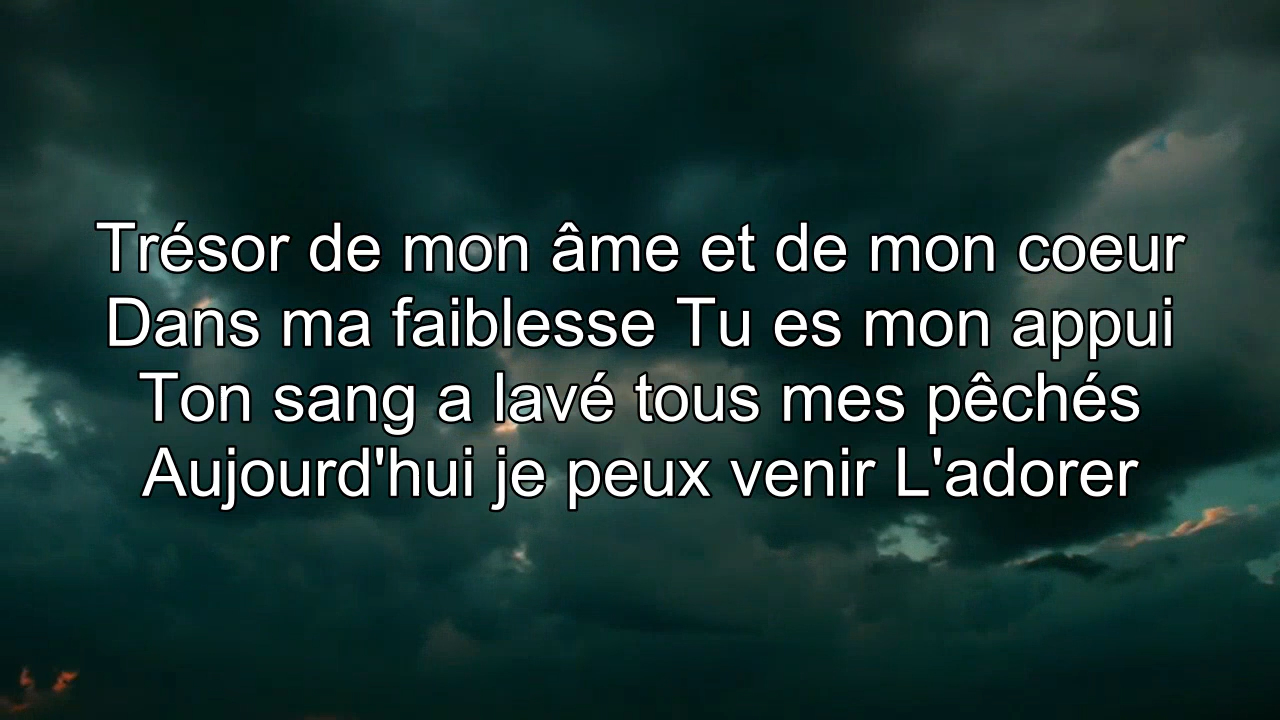 Trésor de mon âme et de mon coeur
Dans ma faiblesse Tu es mon appui
Ton sang a lavé tous mes pêchés
Aujourd'hui je peux venir L'adorer